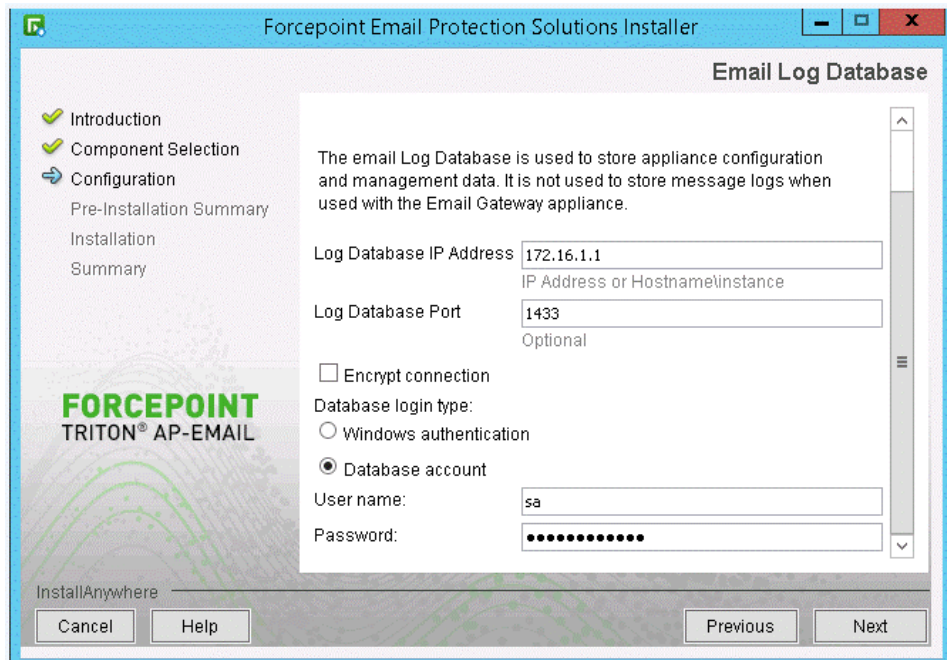 Forcepoint Email Protection Solutions Installer
Email Log Database
Introduction
Component Selection
Configuration
Pre-Installation Summary
Installation
Summary
FORCEPOINT
TRITON® AP-EMAIL
The email Log Database is used to store appliance configuration
and management data. It is not used to store message logs when
used with the Email Gateway appliance.
Log Database IP Address 172.16.1.1
IP Address or Hostname\instance
Log Database Port 1433
Optional
Encrypt connection
Database login type:
Windows authentication
Database account
User name: sa
Password: ●●●●●●●●●●●●
InstallAnywhere
Cancel Help Previous Next